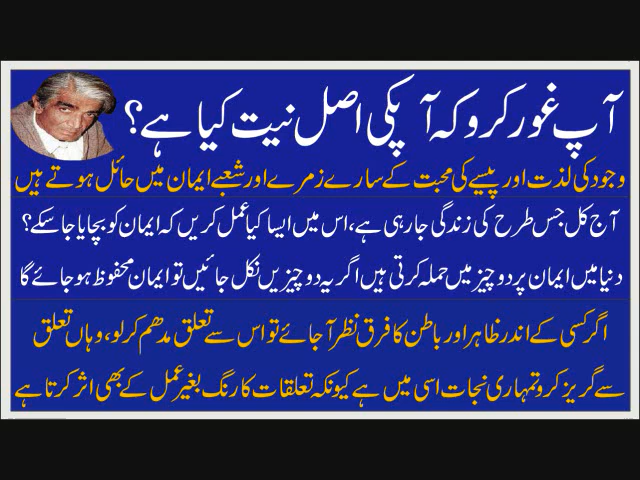 آپ غور کرو کہ آپکی اصل نیت کیا ہے؟
وجود کی لذت اور پیسے کی محبت کے سارے زمرے اور شعبے ایمان میں حائل ہوتے ہیں
آج کل جس طرح کی زندگی جارہی ہے، اس میں ایسا کیا عمل کریں کہ ایمان کو بچایا جا سکے؟
دنیا میں ایمان پر دو چیز میں حملہ کرتی ہیں اگر یہ دو چیزیں نکل جائیں تو ایمان محفوظ ہو جائے گا
اگر کسی کے اندر ظاہر اور باطن کا فرق نظر آ جائے تو اس سے تعلق مدھم کرلو، وہاں تعلق
سے گریز کرو تمہاری نجات اسی میں ہے کیونکہ تعلقات کا رنگ بغیر عمل کے بھی اثر کرتا ہے